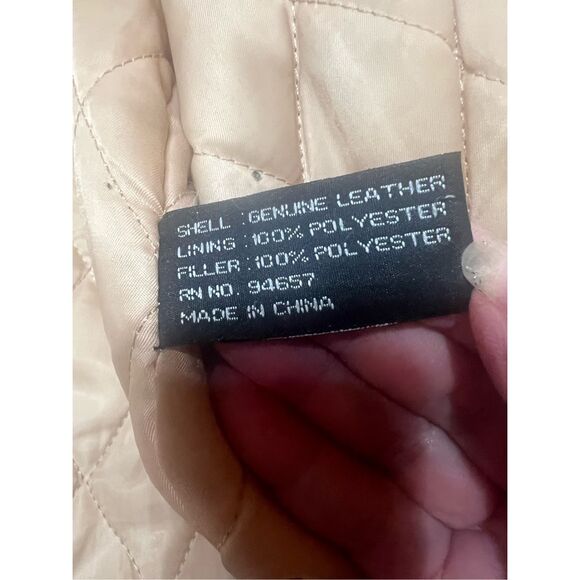 SHELL : GENUINE LEATHER
LINING : 100% POLYESTER
FILLER : 100% POLYESTER
RN NO. 94657
MADE IN CHINA